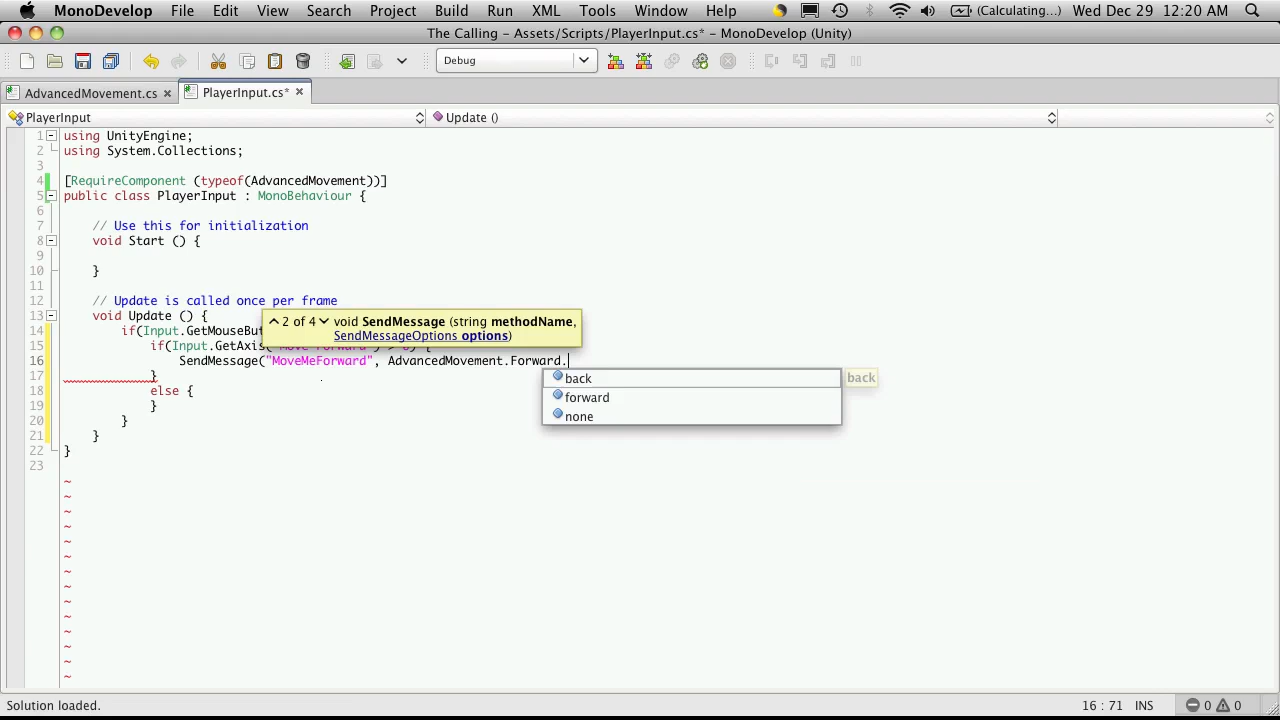 MonoDevelop File Edit View Search Project Build Run XML Tools Window Help (Calculating...) Wed Dec 29 12:20 AM
The Calling - Assets/Scripts/PlayerInput.cs* - MonoDevelop (Unity)
Debug
AdvancedMovement.cs × PlayerInput.cs* ×
PlayerInput Update ()
1 using UnityEngine;
2 using System.Collections;
3
4 [RequireComponent (typeof(AdvancedMovement))]
5 public class PlayerInput : MonoBehaviour {
6
7 // Use this for initialization
8 void Start () {
9
10 }
11
12 // Update is called once per frame
13 void Update () {
2 of 4 void SendMessage (string methodName,
SendMessageOptions options)
14 if(Input.GetMouseBut
15 if(Input.GetAxis(
16 SendMessage("MoveMeForward", AdvancedMovement.Forward.
back back
forward
none
17 }
18 else {
19 }
20 }
21 }
22 }
23
~
~
~
~
~
~
~
~
~
~
~
~
~
~
Solution loaded. 16 : 71 INS 0 0